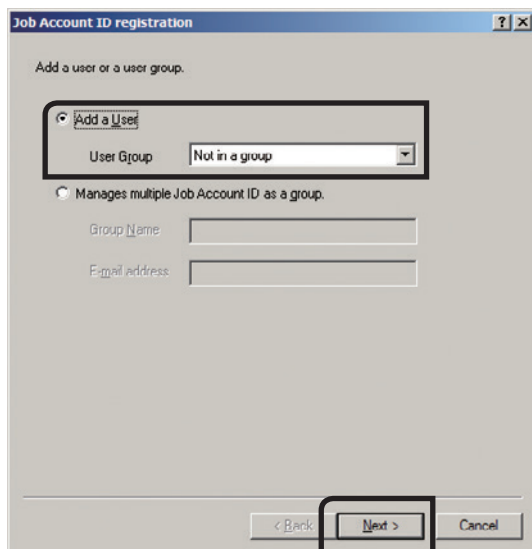 Job Account ID registration
Add a user or a user group.
Add a User
User Group Not in a group
Manages multiple Job Account ID as a group.
Group Name
E-mail address
< Back Next > Cancel